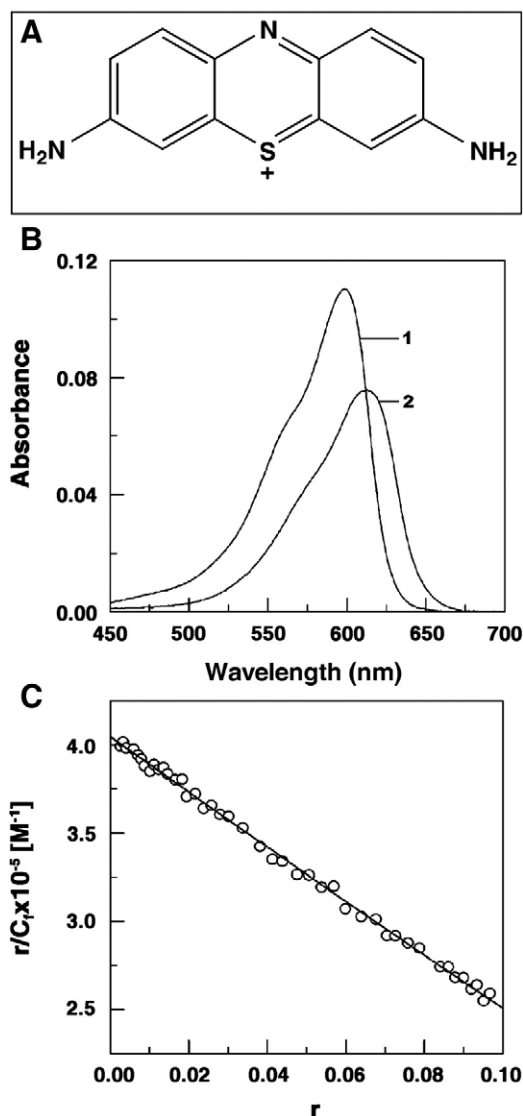 A
N
H₂N
S
+
NH₂
B
0.12
0.08
0.04
0.00
Absorbance
1
2
450 500 550 600 650 700
Wavelength (nm)
C
4.0
3.5
3.0
2.5
r/Cfx10⁻⁵ [M⁻¹]
0.00 0.02 0.04 0.06 0.08 0.10
r